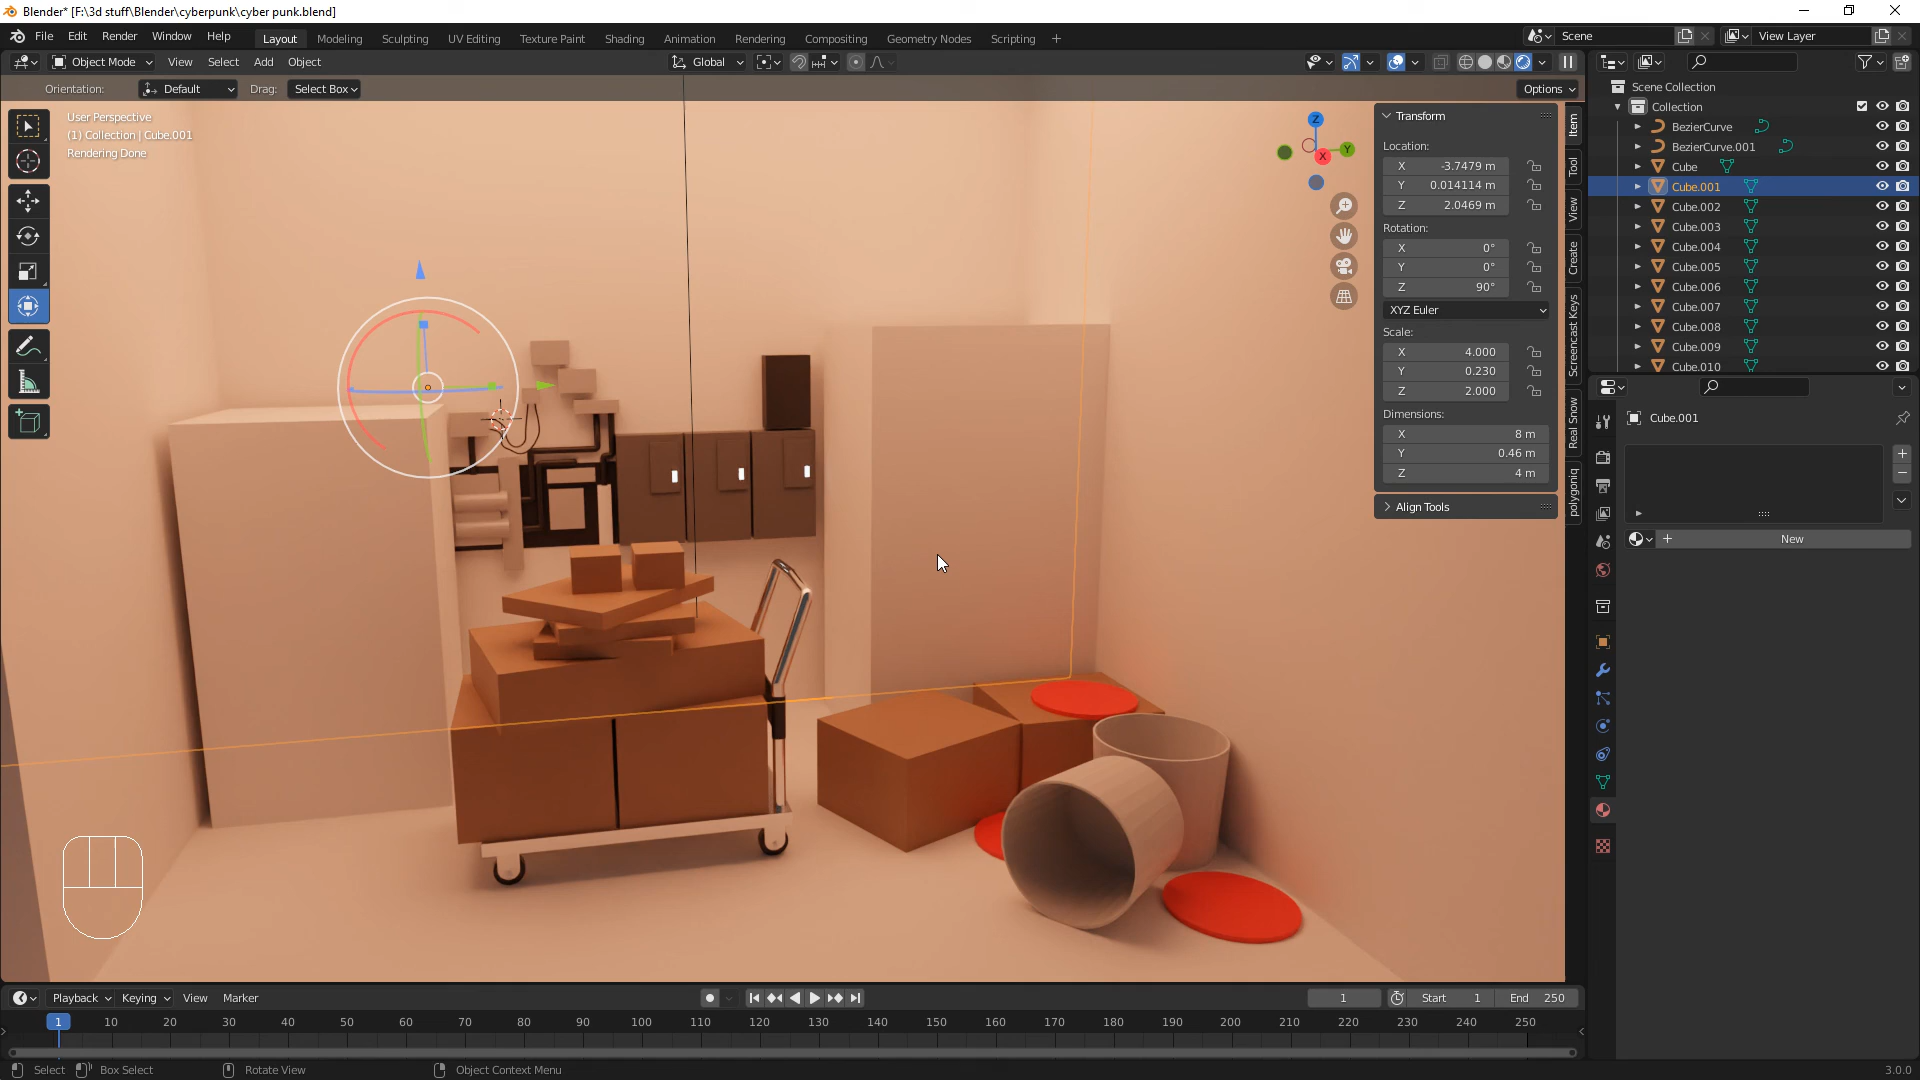 Blender* [F:\3d stuff\Blender\cyberpunk\cyber punk.blend]
File Edit Render Window Help Layout Modeling Sculpting UV Editing Texture Paint Shading Animation Rendering Compositing Geometry Nodes Scripting + Scene View Layer
Object Mode View Select Add Object Global
Orientation: Default Drag: Select Box Options
User Perspective
(1) Collection | Cube.001
Rendering Done
Z
Y
X
Transform
Location:
X -3.7479 m
Y 0.014114 m
Z 2.0469 m
Rotation:
X 0°
Y 0°
Z 90°
XYZ Euler
Scale:
X 4.000
Y 0.230
Z 2.000
Dimensions:
X 8 m
Y 0.46 m
Z 4 m
Align Tools
Item
Tool
View
Create
Screencast Keys
Real Snow
polygoniq
Scene Collection
Collection
BezierCurve
BezierCurve.001
Cube
Cube.001
Cube.002
Cube.003
Cube.004
Cube.005
Cube.006
Cube.007
Cube.008
Cube.009
Cube.010
Cube.001
New
Playback Keying View Marker 1 Start 1 End 250
1 10 20 30 40 50 60 70 80 90 100 110 120 130 140 150 160 170 180 190 200 210 220 230 240 250
Select Box Select Rotate View Object Context Menu 3.0.0